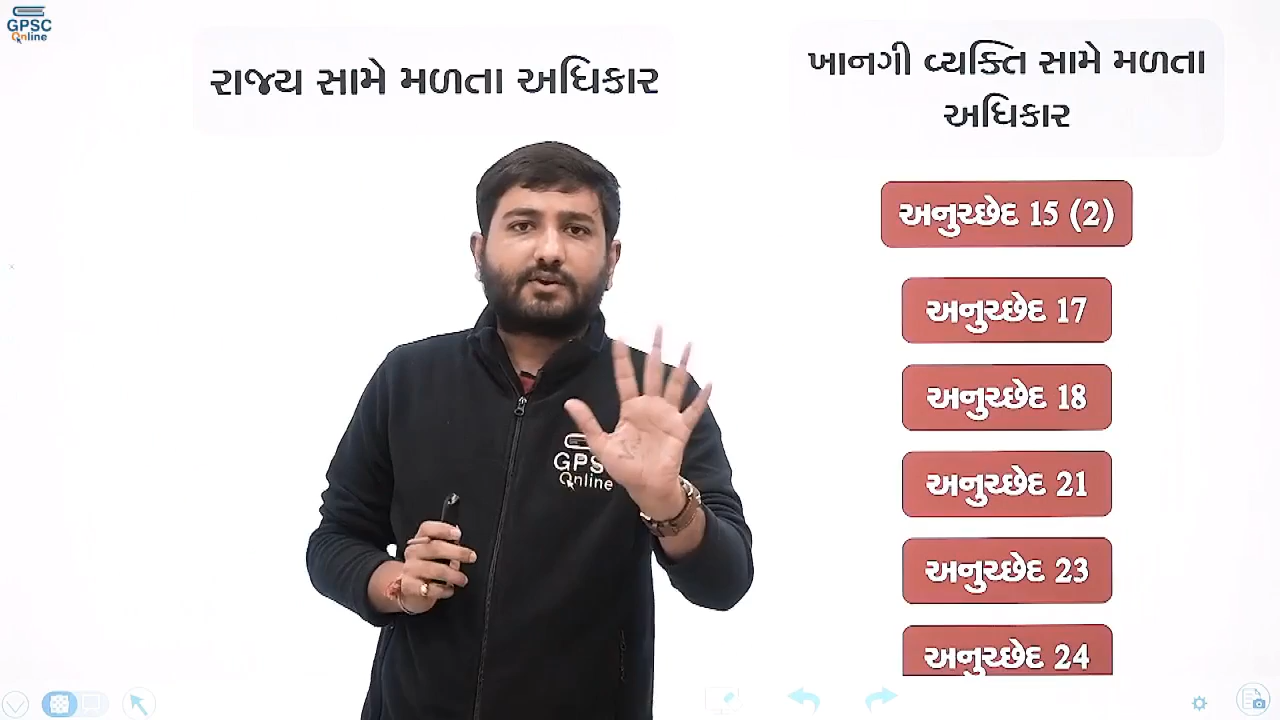 GPSC
Online
રાજ્ય સામે મળતા અધિકાર
ખાનગી વ્યક્તિ સામે મળતા
અધિકાર
અનુચ્છેદ 15 (2)
અનુચ્છેદ 17
અનુચ્છેદ 18
અનુચ્છેદ 21
અનુચ્છેદ 23
અનુચ્છેદ 24
GPS
Online